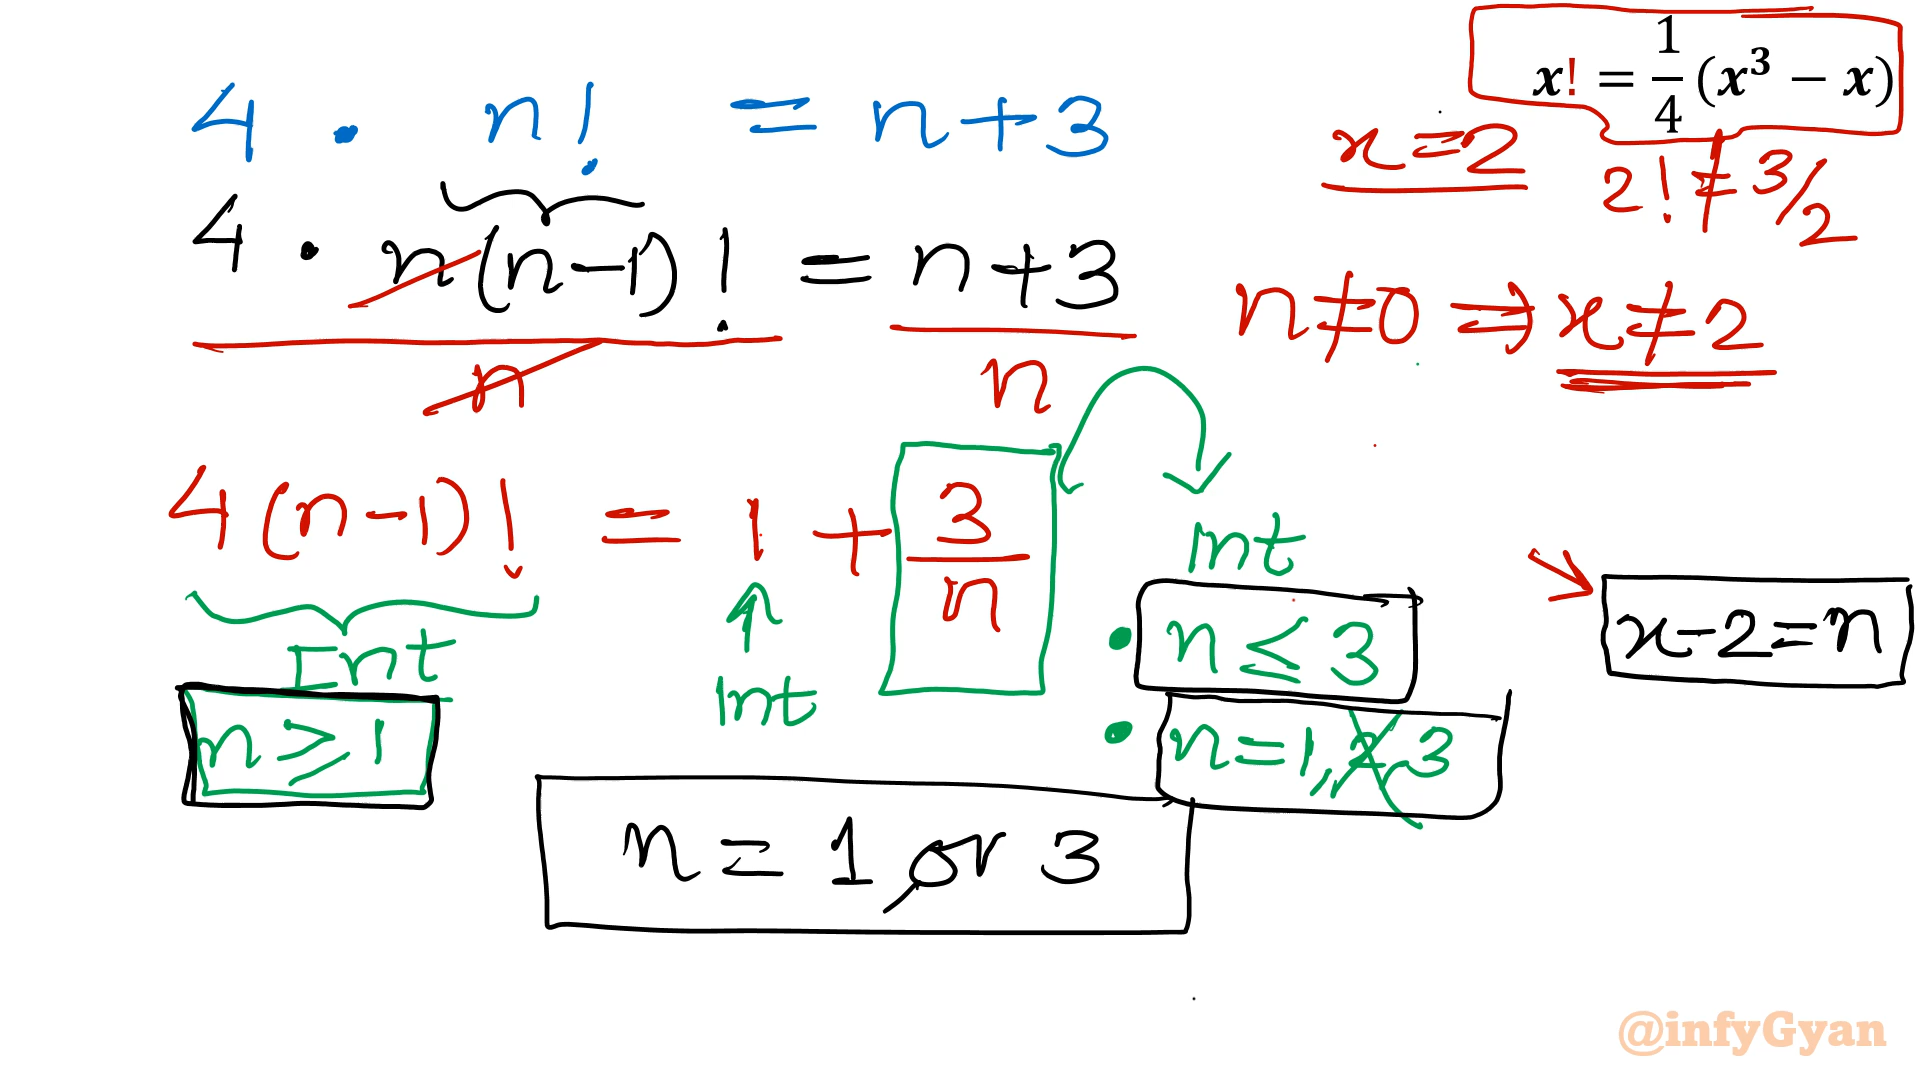 x! = 1/4 (x³ − x)
4 · n! = n+3
x=2
2! ≠ 3/2
4 · n(n-1)! = n+3
n n
n≠0 ⇒ x≠2
4(n-1)! = 1 + 3/n
Int
Int
Int
n ≥ 1
n ≤ 3
n=1,2,3
x-2=n
n = 1 or 3
@infyGyan